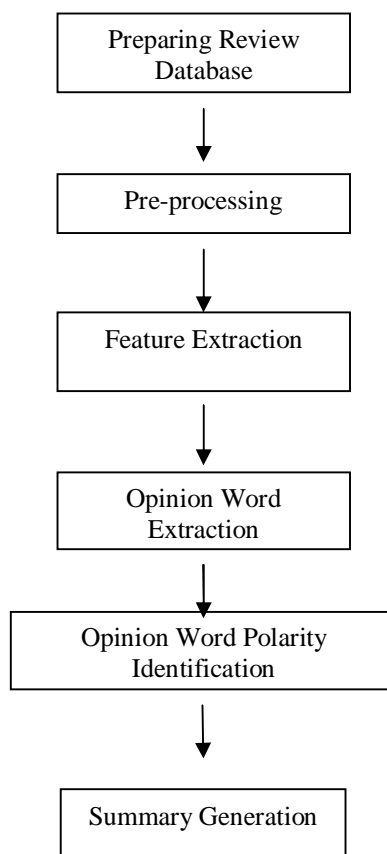 Preparing Review
Database
Pre-processing
Feature Extraction
Opinion Word
Extraction
Opinion Word Polarity
Identification
Summary Generation